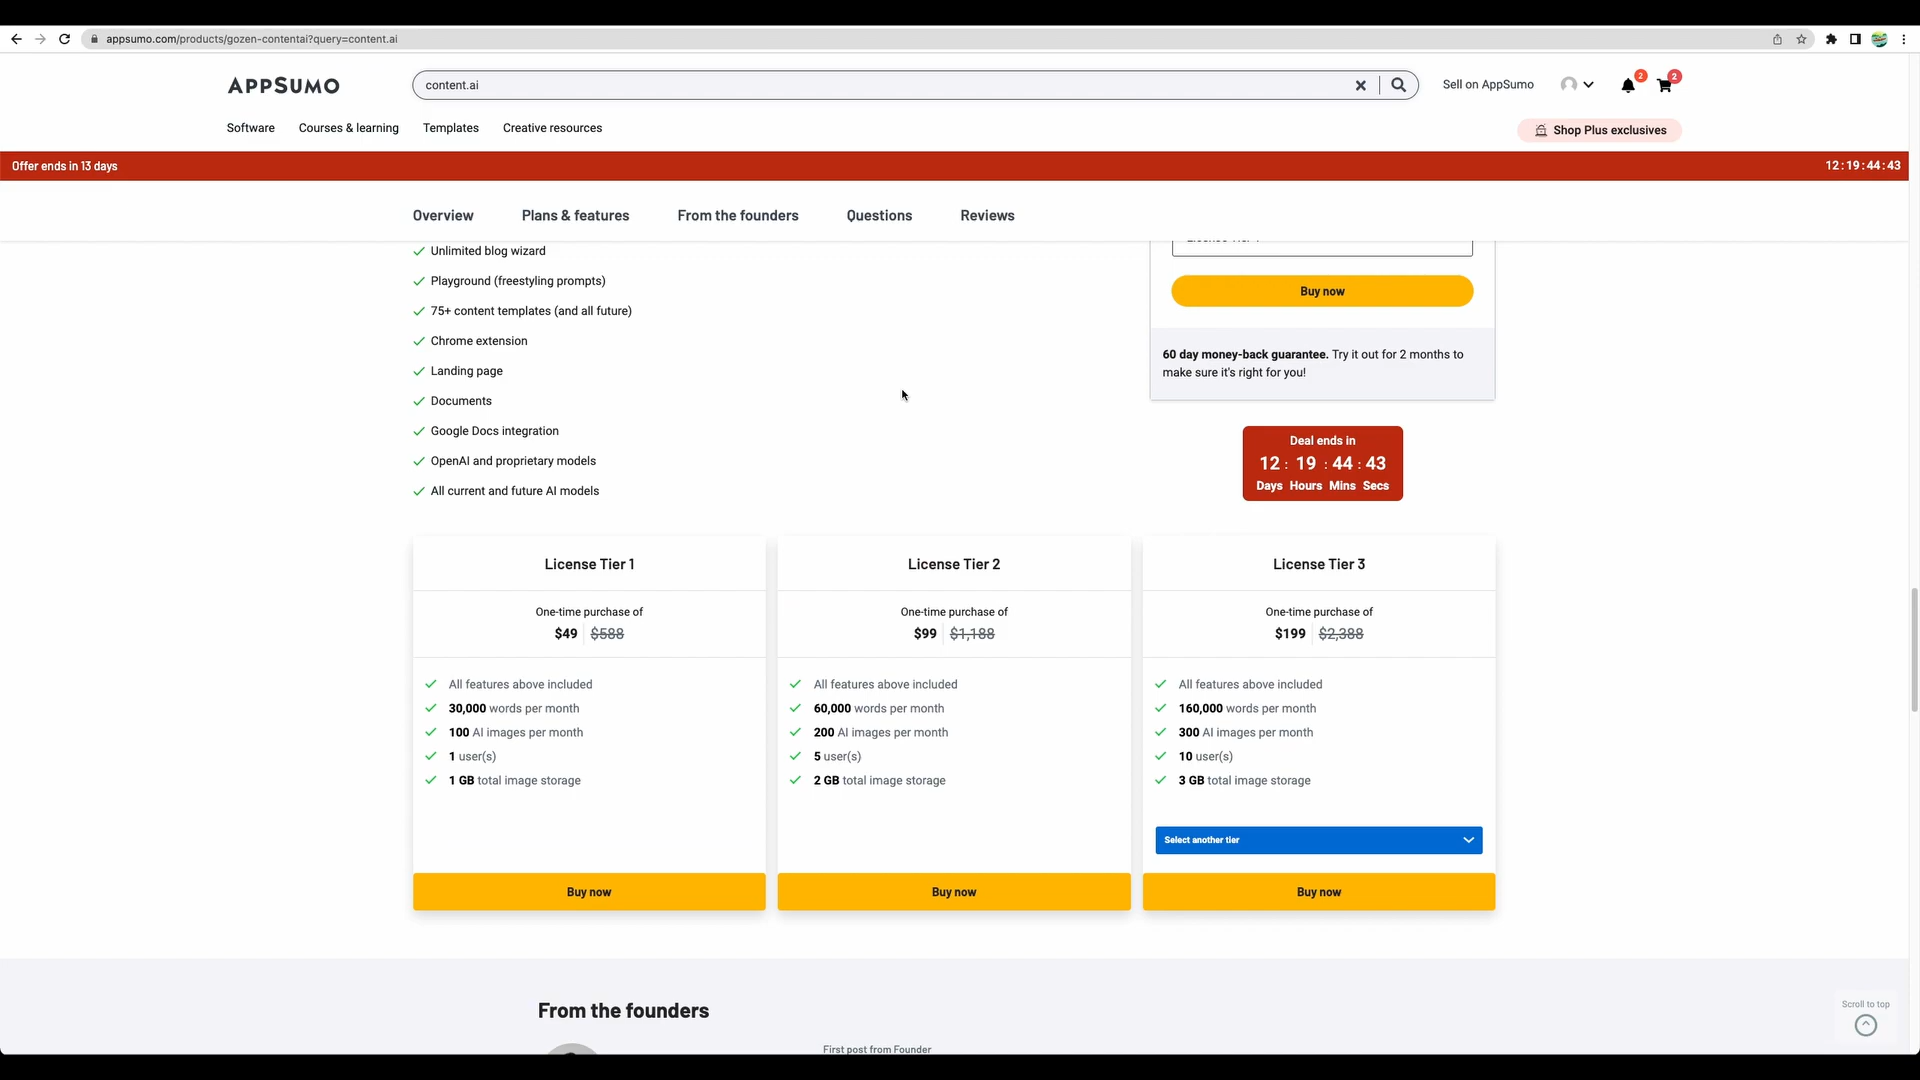 appsumo.com/products/gozen-contentai?query=content.ai
APPSUMO
content.ai
Sell on AppSumo
2
2
Software
Courses & learning
Templates
Creative resources
Shop Plus exclusives
Offer ends in 13 days
12:19:44:43
Overview
Plans & features
From the founders
Questions
Reviews
Unlimited blog wizard
Playground (freestyling prompts)
75+ content templates (and all future)
Chrome extension
Landing page
Documents
Google Docs integration
OpenAI and proprietary models
All current and future AI models
Buy now
60 day money-back guarantee. Try it out for 2 months to
make sure it's right for you!
Deal ends in
12 : 19 : 44 : 43
Days Hours Mins Secs
License Tier 1
One-time purchase of
$49 $588
All features above included
30,000 words per month
100 AI images per month
1 user(s)
1 GB total image storage
Buy now
License Tier 2
One-time purchase of
$99 $1,188
All features above included
60,000 words per month
200 AI images per month
5 user(s)
2 GB total image storage
Buy now
License Tier 3
One-time purchase of
$199 $2,388
All features above included
160,000 words per month
300 AI images per month
10 user(s)
3 GB total image storage
Select another tier
Buy now
From the founders
First post from Founder
Scroll to top